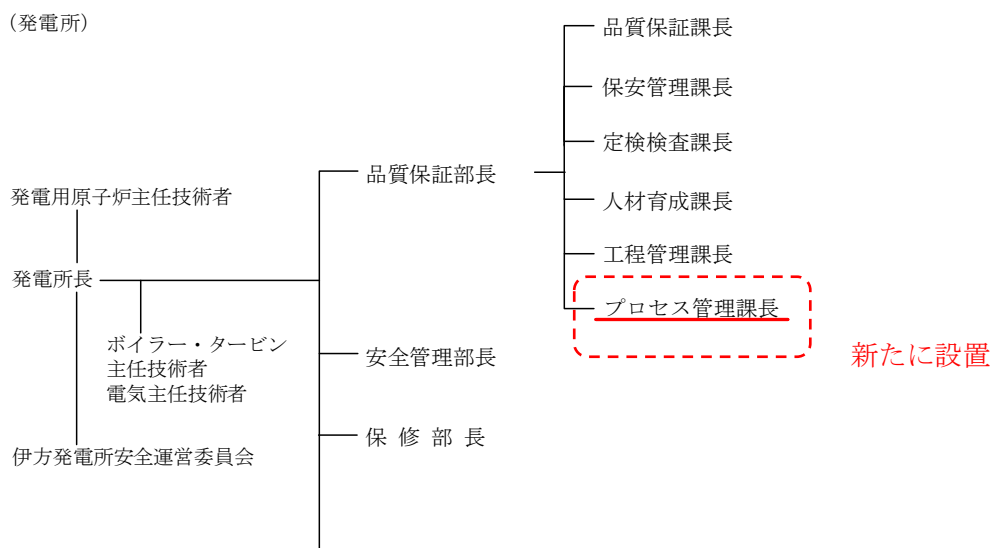 (発電所)
品質保証課長
保安管理課長
定検検査課長
品質保証部長
人材育成課長
発電用原子炉主任技術者
工程管理課長
発電所長
プロセス管理課長
ボイラー・タービン
主任技術者
電気主任技術者
安全管理部長
新たに設置
保修部長
伊方発電所安全運営委員会